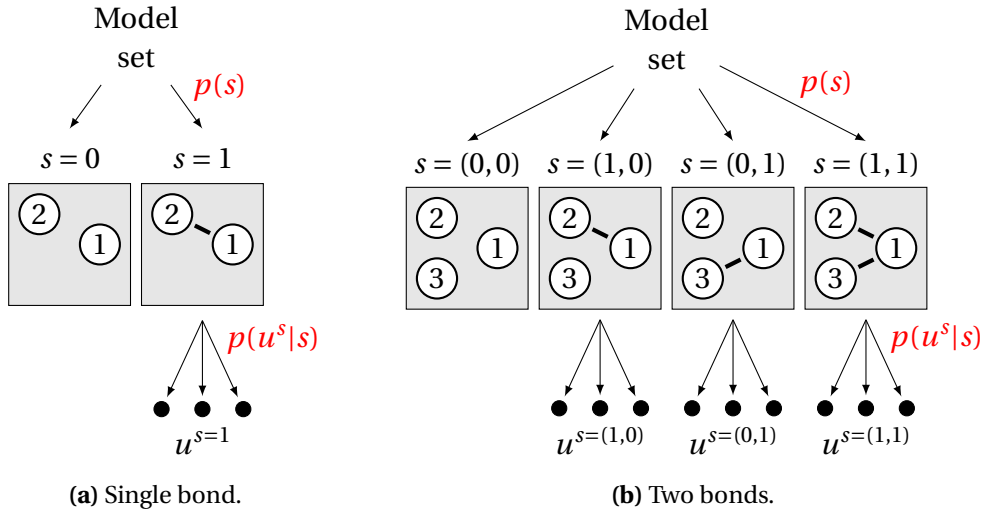 Model
set
p(s)
s = 0
s = 1
2
1
2
1
p(u^s|s)
u^{s=1}
(a) Single bond.
Model
set
p(s)
s = (0, 0)
s = (1, 0)
s = (0, 1)
s = (1, 1)
2
1
3
2
1
3
2
1
3
2
1
3
p(u^s|s)
u^{s=(1,0)}
u^{s=(0,1)}
u^{s=(1,1)}
(b) Two bonds.